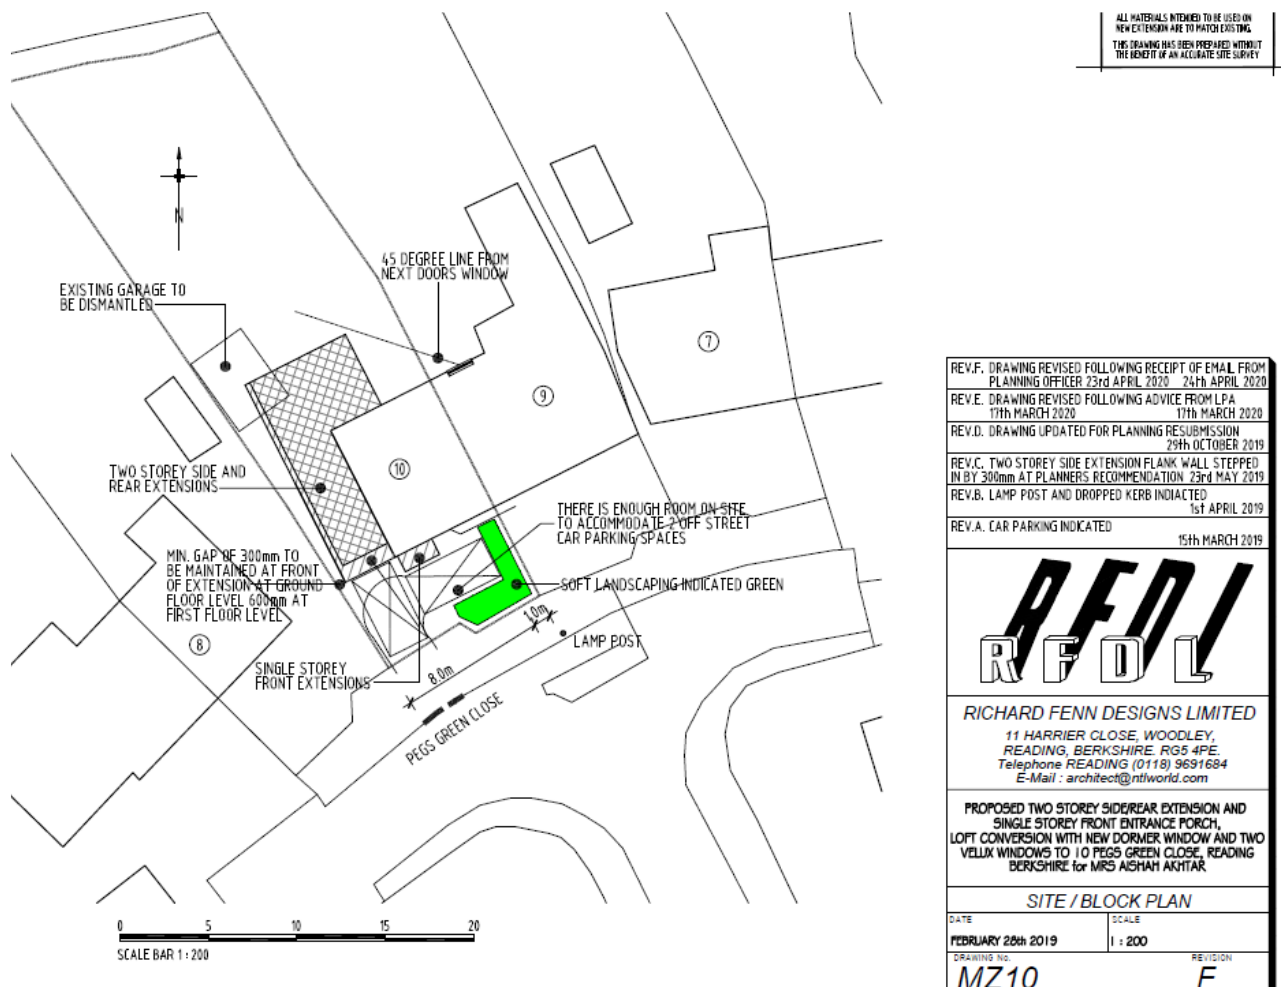 ALL MATERIALS INTENDED TO BE USED ON
NEW EXTENSION ARE TO MATCH EXISTING.
THIS DRAWING HAS BEEN PREPARED WITHOUT
THE BENEFIT OF AN ACCURATE SITE SURVEY
N
45 DEGREE LINE FROM
NEXT DOORS WINDOW
EXISTING GARAGE TO
BE DISMANTLED
7
9
10
TWO STOREY SIDE AND
REAR EXTENSIONS
THERE IS ENOUGH ROOM ON SITE
TO ACCOMMODATE 2 OFF STREET
CAR PARKING SPACES
MIN. GAP OF 300mm TO
BE MAINTAINED AT FRONT
OF EXTENSION AT GROUND
FLOOR LEVEL 600mm AT
FIRST FLOOR LEVEL
SOFT LANDSCAPING INDICATED GREEN
8
1.0m
LAMP POST
SINGLE STOREY
FRONT EXTENSIONS
8.0m
PEGS GREEN CLOSE
0 5 10 15 20
SCALE BAR 1 : 200
REV.F. DRAWING REVISED FOLLOWING RECEIPT OF EMAIL FROM
PLANNING OFFICER 23rd APRIL 2020 24th APRIL 2020
REV.E. DRAWING REVISED FOLLOWING ADVICE FROM LPA
17th MARCH 2020 17th MARCH 2020
REV.D. DRAWING UPDATED FOR PLANNING RESUBMISSION
29th OCTOBER 2019
REV.C. TWO STOREY SIDE EXTENSION FLANK WALL STEPPED
IN BY 300mm AT PLANNERS RECOMMENDATION 23rd MAY 2019
REV.B. LAMP POST AND DROPPED KERB INDIACTED
1st APRIL 2019
REV.A. CAR PARKING INDICATED
15th MARCH 2019
RFDL
RICHARD FENN DESIGNS LIMITED
11 HARRIER CLOSE, WOODLEY,
READING, BERKSHIRE. RG5 4PE.
Telephone READING (0118) 9691684
E-Mail : architect@ntlworld.com
PROPOSED TWO STOREY SIDE/REAR EXTENSION AND
SINGLE STOREY FRONT ENTRANCE PORCH,
LOFT CONVERSION WITH NEW DORMER WINDOW AND TWO
VELUX WINDOWS TO 10 PEGS GREEN CLOSE, READING
BERKSHIRE for MRS AISHAH AKHTAR
SITE / BLOCK PLAN
DATE SCALE
FEBRUARY 28th 2019 1 : 200
DRAWING No. REVISION
MZ10 F